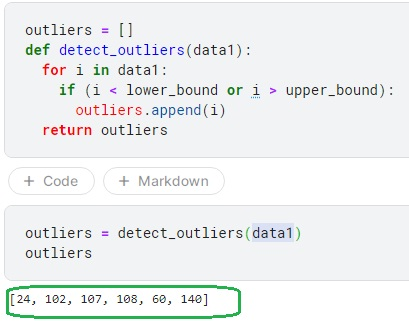 outliers = []
def detect_outliers(data1):
  for i in data1:
    if (i < lower_bound or i > upper_bound):
      outliers.append(i)
  return outliers
+ Code
+ Markdown
outliers = detect_outliers(data1)
outliers
[24, 102, 107, 108, 60, 140]